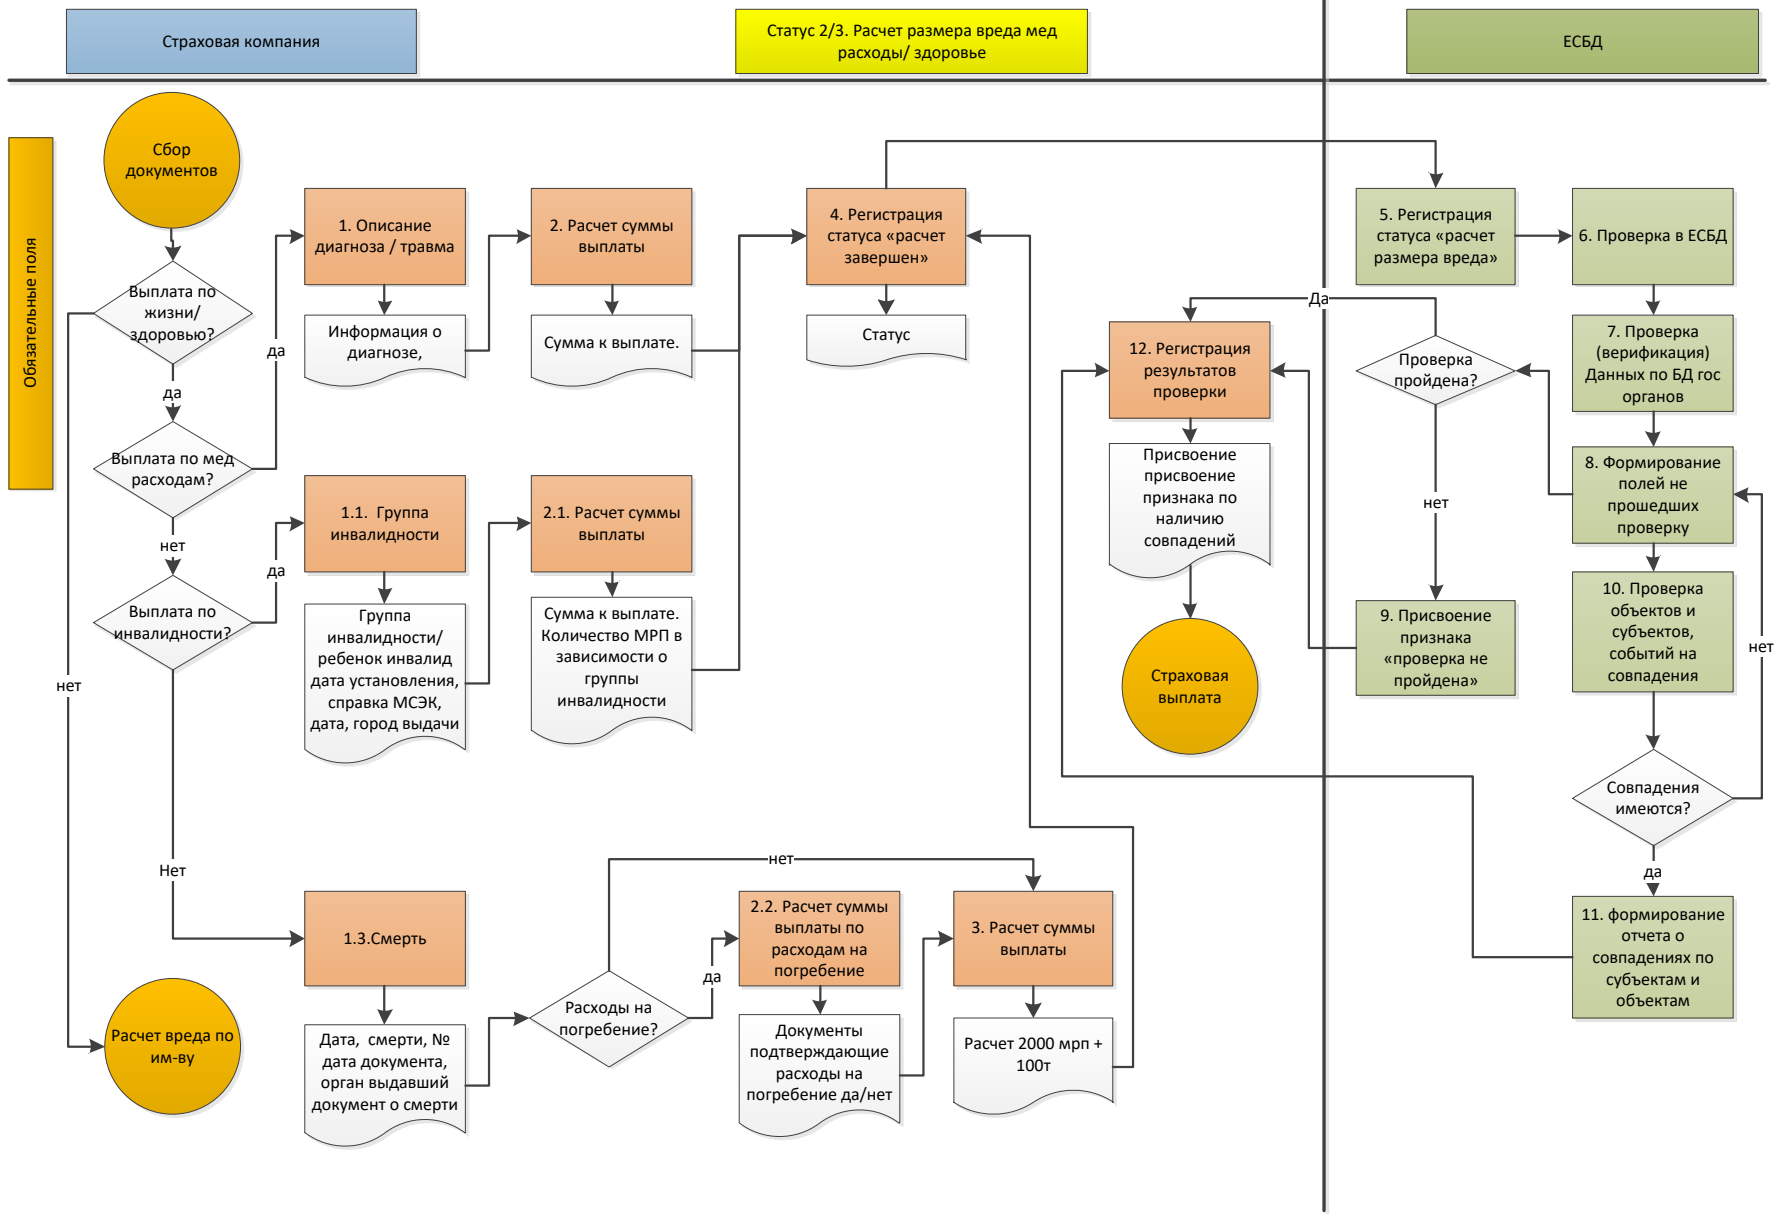 Страховая компания
Статус 2/3. Расчет размера вреда мед
расходы/ здоровье
ЕСБД
Обязательные поля
Сбор
документов
Выплата по
жизни/
здоровью?
да
Выплата по мед
расходам?
да
нет
Выплата по
инвалидности?
да
нет
Нет
Расчет вреда по
им-ву
1. Описание
диагноза / травма
Информация о
диагнозе,
2. Расчет суммы
выплаты
Сумма к выплате.
1.1. Группа
инвалидности
Группа
инвалидности/
ребенок инвалид
дата установления,
справка МСЭК,
дата, город выдачи
2.1. Расчет суммы
выплаты
Сумма к выплате.
Количество МРП в
зависимости о
группы
инвалидности
1.3.Смерть
Дата, смерти, №
дата документа,
орган выдавший
документ о смерти
Расходы на
погребение?
нет
да
2.2. Расчет суммы
выплаты по
расходам на
погребение
Документы
подтверждающие
расходы на
погребение да/нет
3. Расчет суммы
выплаты
Расчет 2000 мрп +
100т
4. Регистрация
статуса «расчет
завершен»
Статус
12. Регистрация
результатов
проверки
Присвоение
присвоение
признака по
наличию
совпадений
Страховая
выплата
5. Регистрация
статуса «расчет
размера вреда»
6. Проверка в ЕСБД
7. Проверка
(верификация)
Данных по БД гос
органов
8. Формирование
полей не
прошедших
проверку
Проверка
пройдена?
Да
нет
9. Присвоение
признака
«проверка не
пройдена»
10. Проверка
объектов и
субъектов,
событий на
совпадения
Совпадения
имеются?
нет
да
11. формирование
отчета о
совпадениях по
субъектам и
объектам